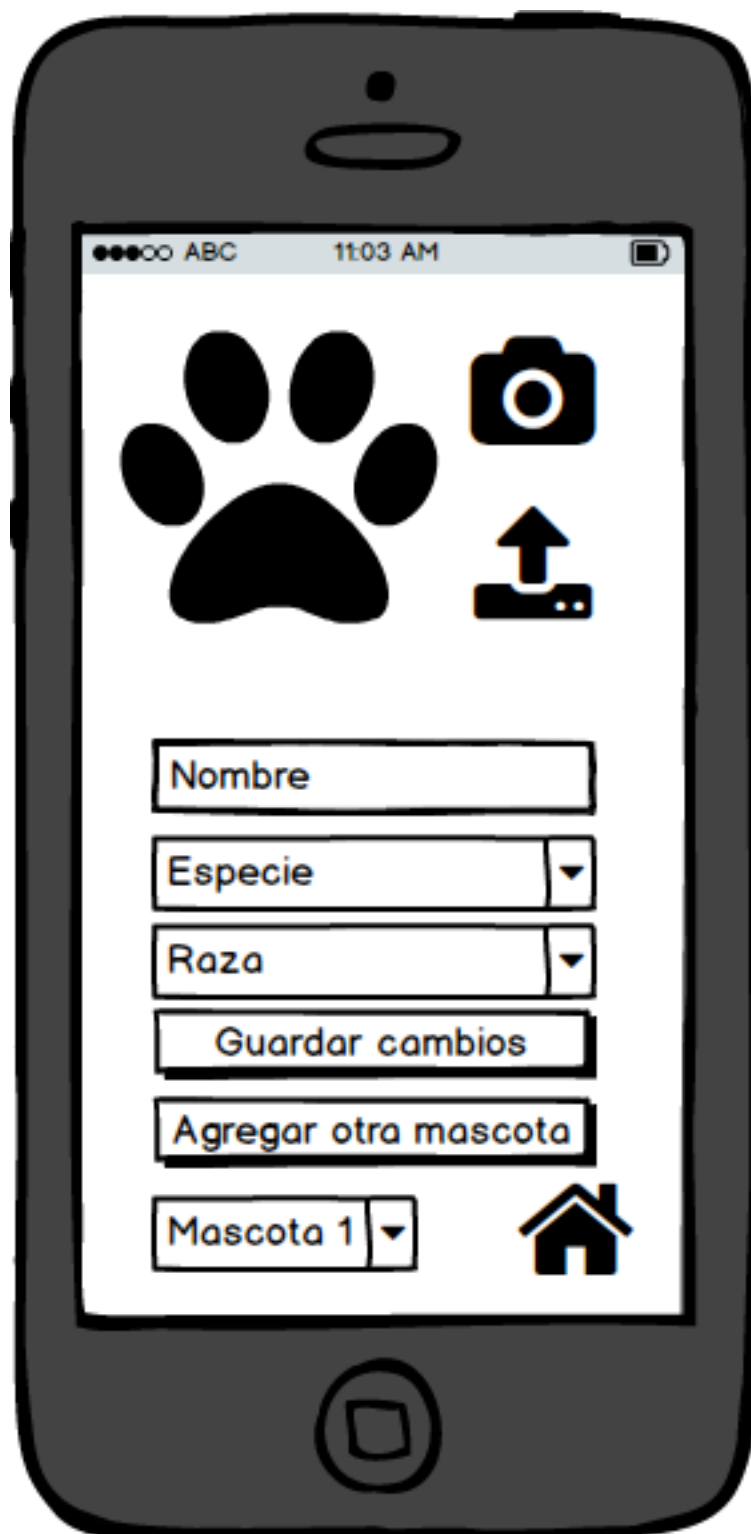 ABC 11:03 AM
Nombre
Especie
Raza
Guardar cambios
Agregar otra mascota
Mascota 1